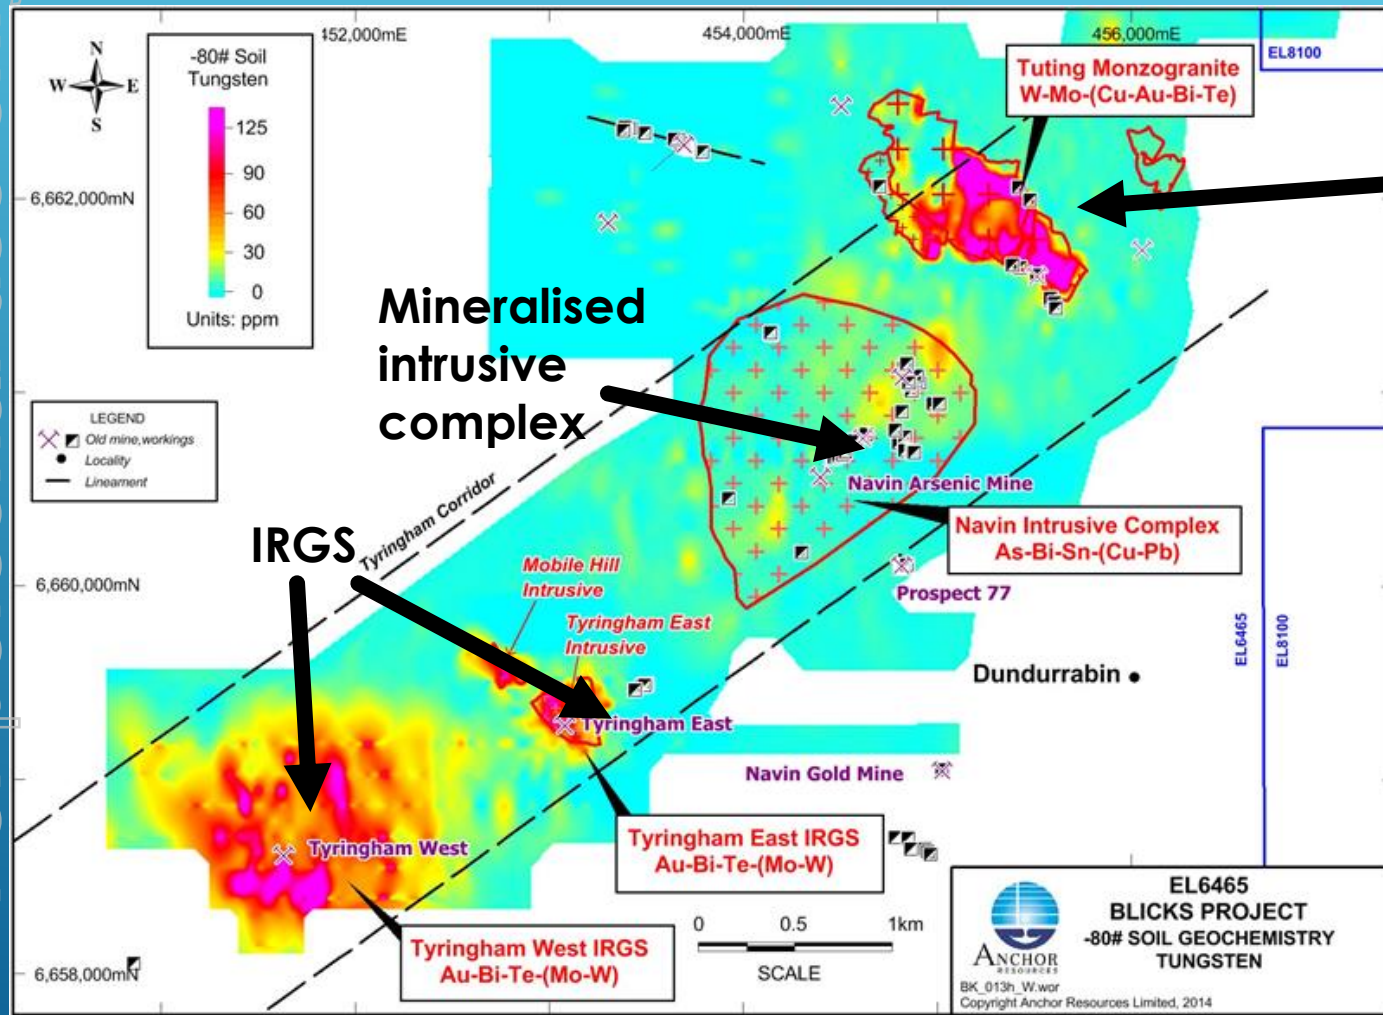 N
W E
S
-80# Soil
Tungsten
125
90
60
30
0
Units: ppm
452,000mE
454,000mE
456,000mE
EL8100
Tuting Monzogranite
W-Mo-(Cu-Au-Bi-Te)
6,662,000mN
Mineralised
intrusive
complex
LEGEND
Old mine,workings
Locality
Lineament
Tyringham Corridor
Navin Arsenic Mine
Navin Intrusive Complex
As-Bi-Sn-(Cu-Pb)
IRGS
6,660,000mN
Mobile Hill
Intrusive
Prospect 77
Tyringham East
Intrusive
EL6465
EL8100
Dundurrabin
Tyringham East
Navin Gold Mine
Tyringham West
Tyringham East IRGS
Au-Bi-Te-(Mo-W)
0 0.5 1km
SCALE
Tyringham West IRGS
Au-Bi-Te-(Mo-W)
6,658,000mN
ANCHOR
RESOURCES
EL6465
BLICKS PROJECT
-80# SOIL GEOCHEMISTRY
TUNGSTEN
BK_013h_W.wor
Copyright Anchor Resources Limited, 2014